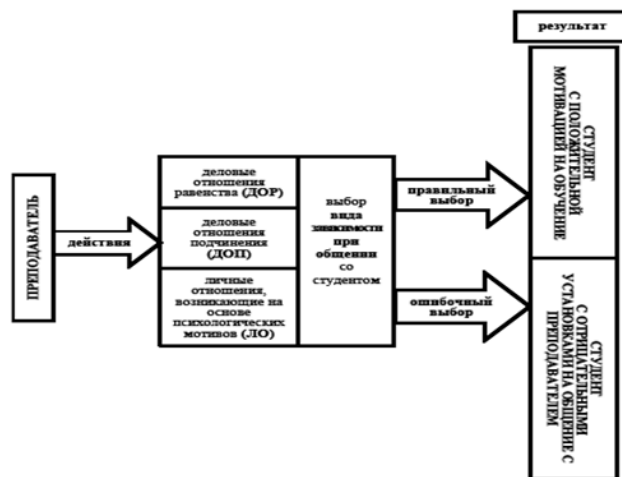 результат
СТУДЕНТ
С ПОЛОЖИТЕЛЬНОЙ
МОТИВАЦИЕЙ НА ОБУЧЕНИЕ
ПРЕПОДАВАТЕЛЬ
действия
деловые
отношения
равенства (ДОР)
деловые
отношения
подчинения
(ДОП)
личные
отношения,
возникающие на
основе
психологических
мотивов (ЛО)
выбор
вида
зависимости
при
общении
со
студентом
правильный
выбор
ошибочный
выбор
СТУДЕНТ
С ОТРИЦАТЕЛЬНЫМИ
УСТАНОВКАМИ НА ОБЩЕНИЕ С
ПРЕПОДАВАТЕЛЕМ